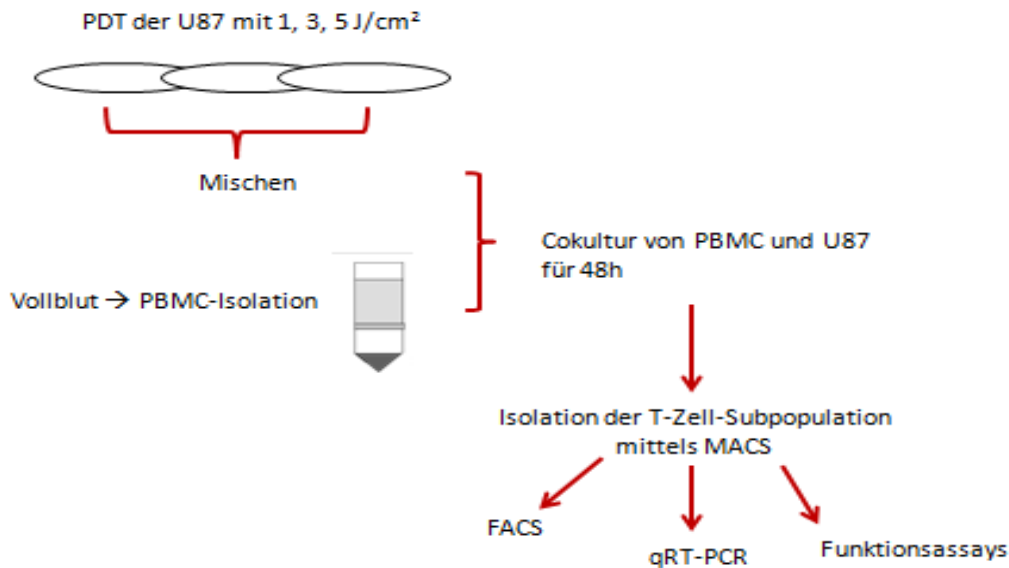 PDT der U87 mit 1, 3, 5 J/cm²
Mischen
Vollblut → PBMC-Isolation
Cokultur von PBMC und U87
für 48h
Isolation der T-Zell-Subpopulation
mittels MACS
FACS
qRT-PCR
Funktionsassays